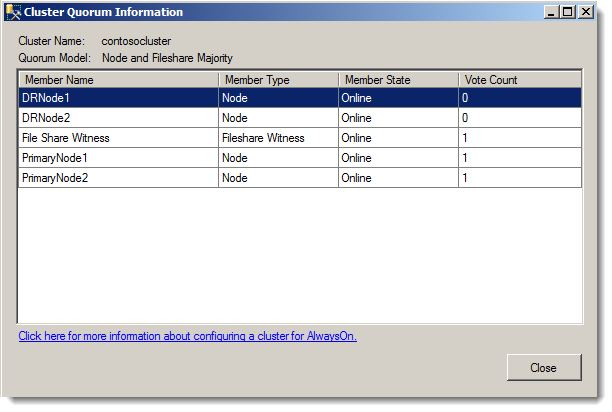 Cluster Quorum Information
Cluster Name: contosocluster
Quorum Model: Node and Fileshare Majority
Member Name Member Type Member State Vote Count
DRNode1 Node Online 0
DRNode2 Node Online 0
File Share Witness Fileshare Witness Online 1
PrimaryNode1 Node Online 1
PrimaryNode2 Node Online 1
Click here for more information about configuring a cluster for AlwaysOn.
Close